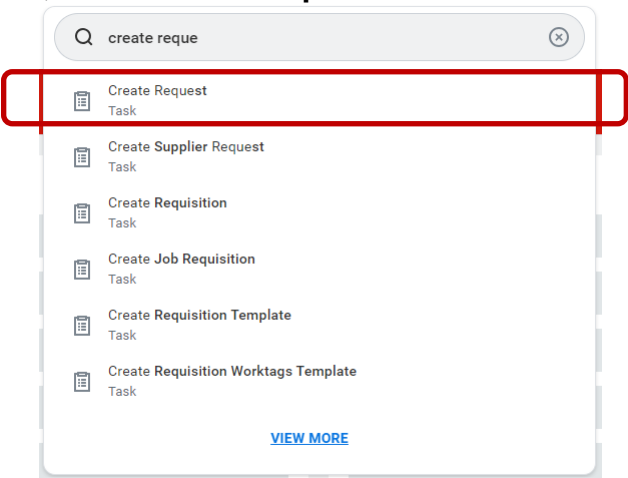 create reque
Create Request
Task
Create Supplier Request
Task
Create Requisition
Task
Create Job Requisition
Task
Create Requisition Template
Task
Create Requisition Worktags Template
Task
VIEW MORE